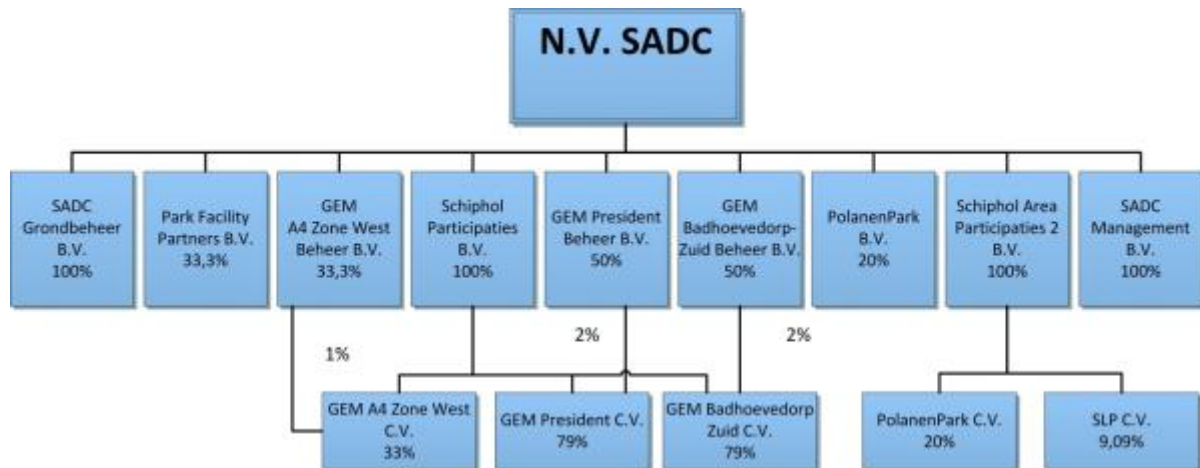 N.V. SADC
SADC
Grondbeheer
B.V.
100%
Park Facility
Partners B.V.
33,3%
GEM
A4 Zone West
Beheer B.V.
33,3%
Schiphol
Participaties
B.V.
100%
GEM President
Beheer B.V.
50%
GEM
Badhoevedorp-
Zuid Beheer B.V.
50%
PolanenPark
B.V.
20%
Schiphol Area
Participaties 2
B.V.
100%
SADC
Management
B.V.
100%
1%
2%
2%
GEM A4 Zone West
C.V.
33%
GEM President C.V.
79%
GEM Badhoevedorp
Zuid C.V.
79%
PolanenPark C.V.
20%
SLP C.V.
9,09%